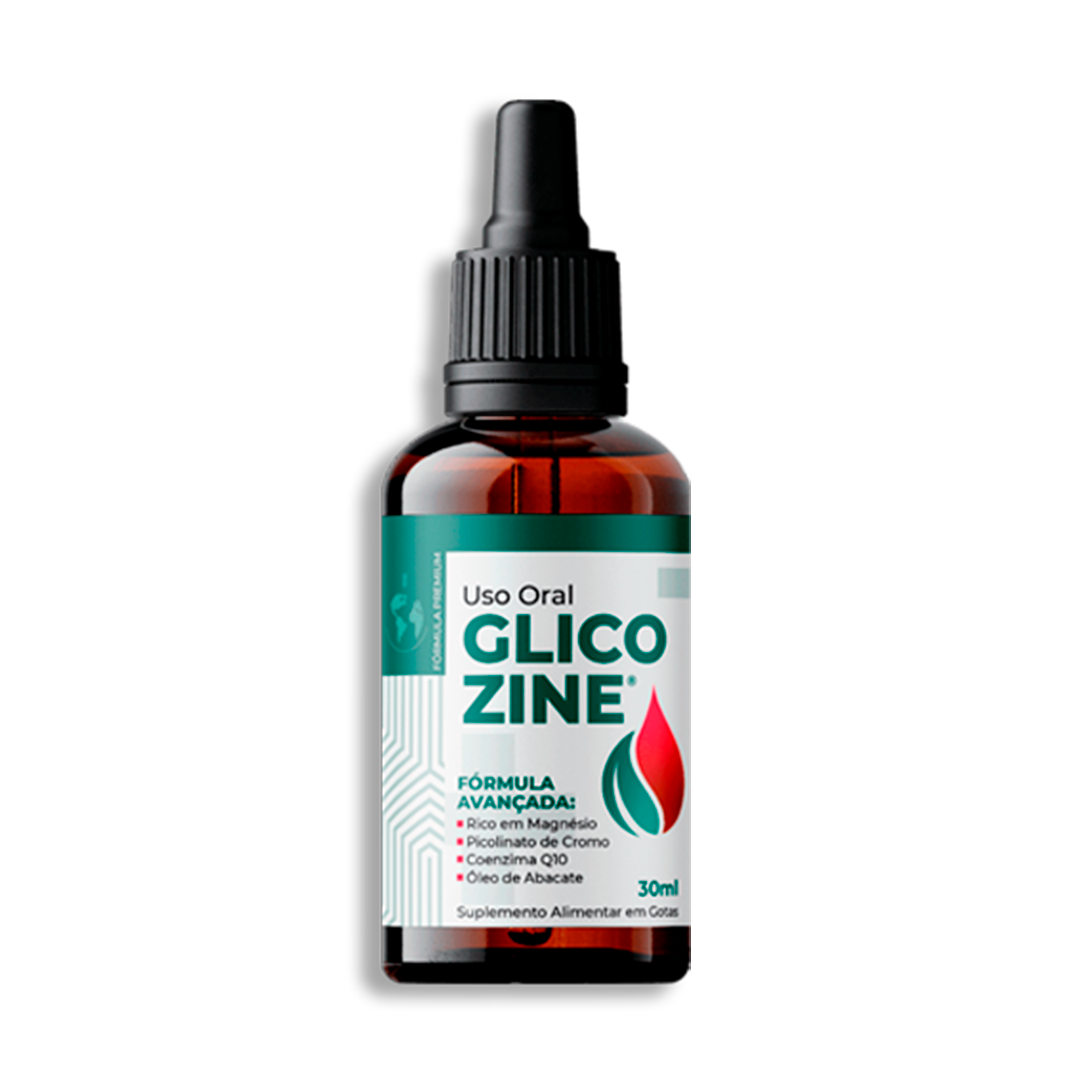 FÓRMULA PREMIUM
Uso Oral
GLICO
ZINE®
FÓRMULA
AVANÇADA:
▪ Rico em Magnésio
▪ Picolinato de Cromo
▪ Coenzima Q10
▪ Óleo de Abacate
30ml
Suplemento Alimentar em Gotas